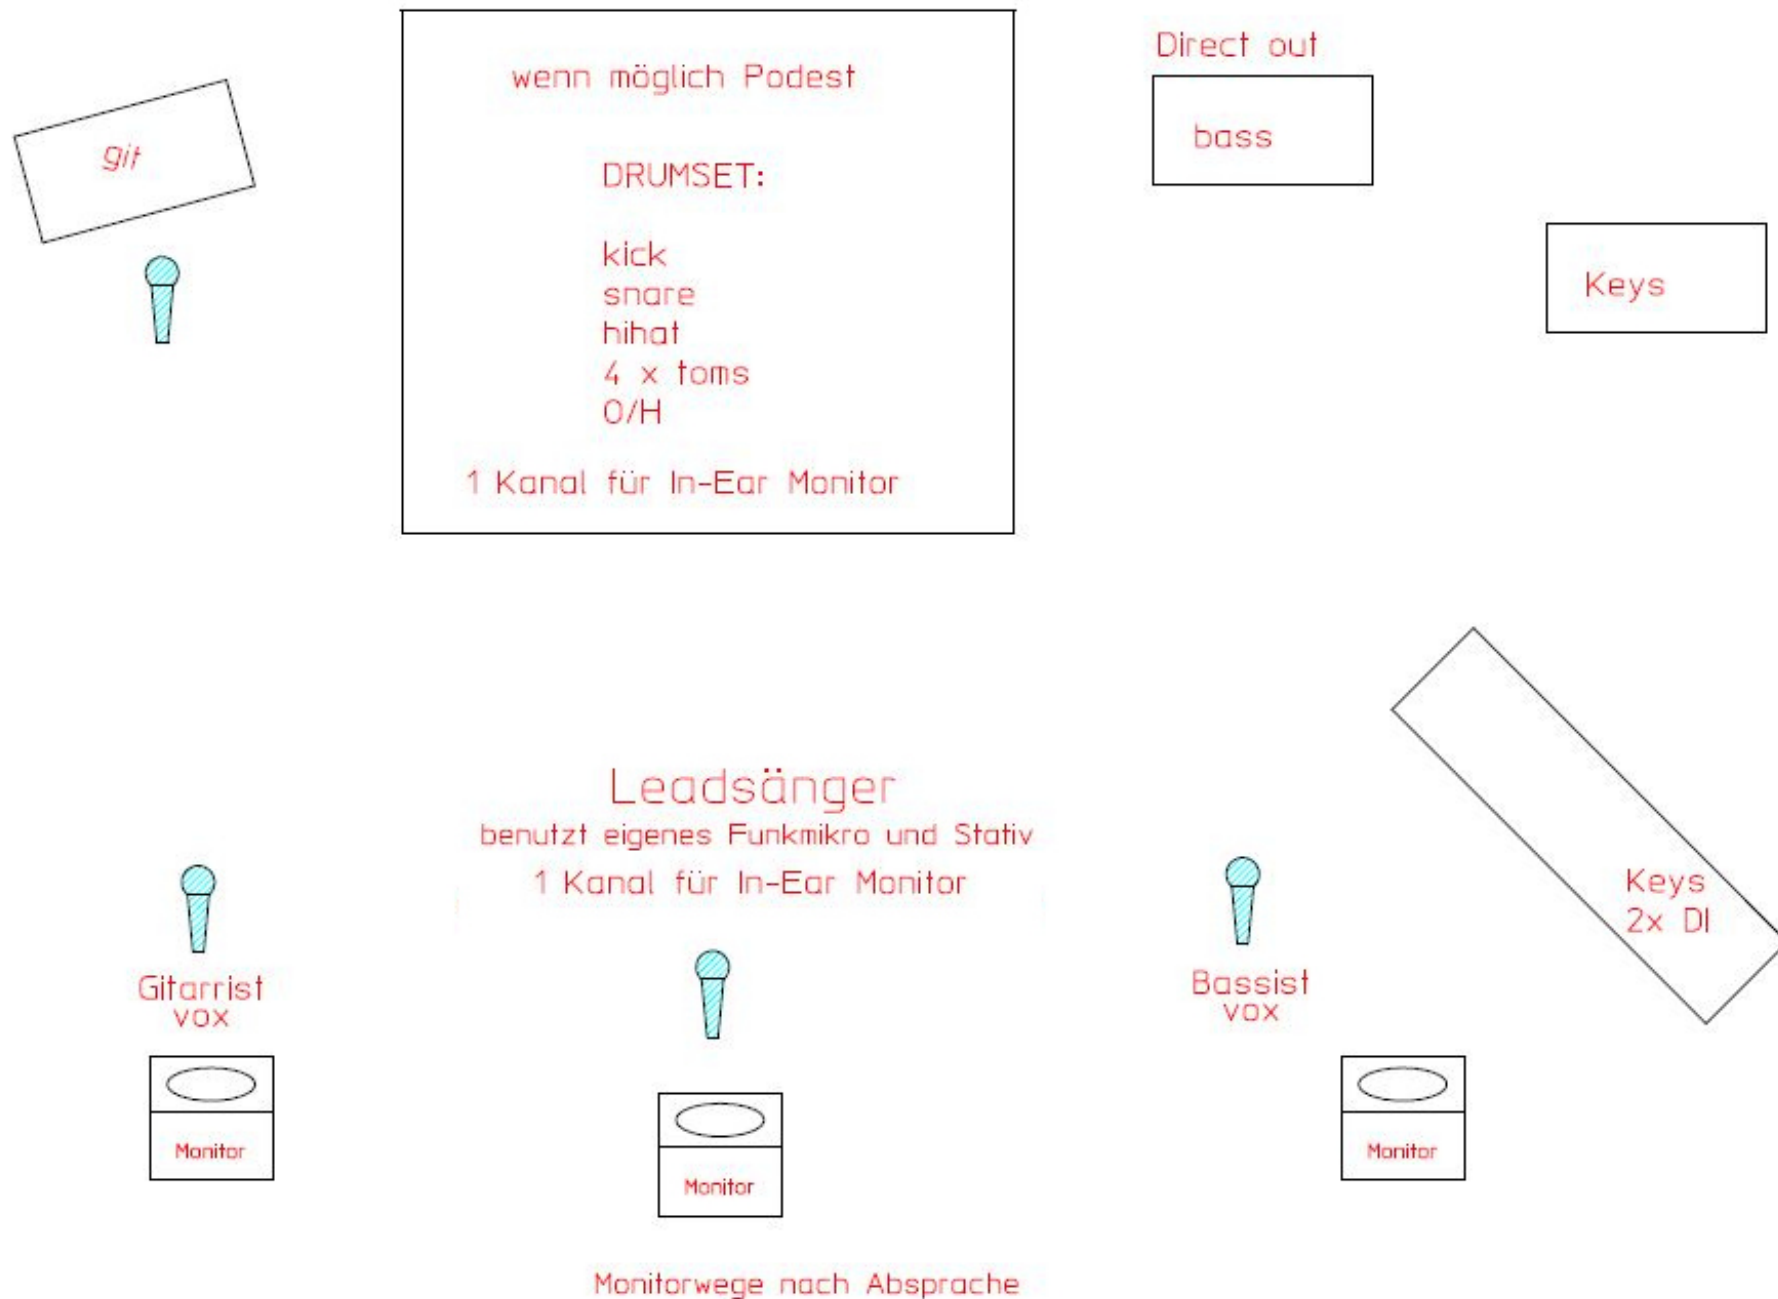 git
wenn möglich Podest
DRUMSET:
kick
snare
hihat
4 x toms
O/H
1 Kanal für In-Ear Monitor
Direct out
bass
Keys
Leadsänger
benutzt eigenes Funkmikro und Stativ
1 Kanal für In-Ear Monitor
Gitarrist
vox
Bassist
vox
Keys
2x DI
Monitor
Monitor
Monitor
Monitorwege nach Absprache